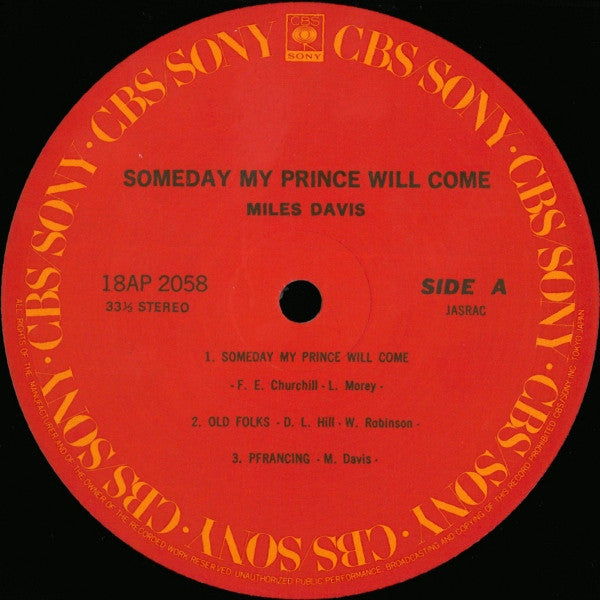 CBS
SONY
CBS/SONY · CBS/SONY · CBS/SONY · CBS/SONY · CBS/SONY · CBS/SONY · CBS/SONY · CBS/SONY
SOMEDAY MY PRINCE WILL COME
MILES DAVIS
18AP 2058
33⅓ STEREO
SIDE A
JASRAC
1. SOMEDAY MY PRINCE WILL COME
- F. E. Churchill - L. Morey -
2. OLD FOLKS - D. L. Hill - W. Robinson -
3. PFRANCING - M. Davis -
ALL RIGHTS OF THE MANUFACTURER AND OF THE OWNER OF THE RECORDED WORK RESERVED UNAUTHORIZED PUBLIC PERFORMANCE, BROADCASTING AND COPYING OF THIS RECORD PROHIBITED CBS/SONY INC. TOKYO JAPAN